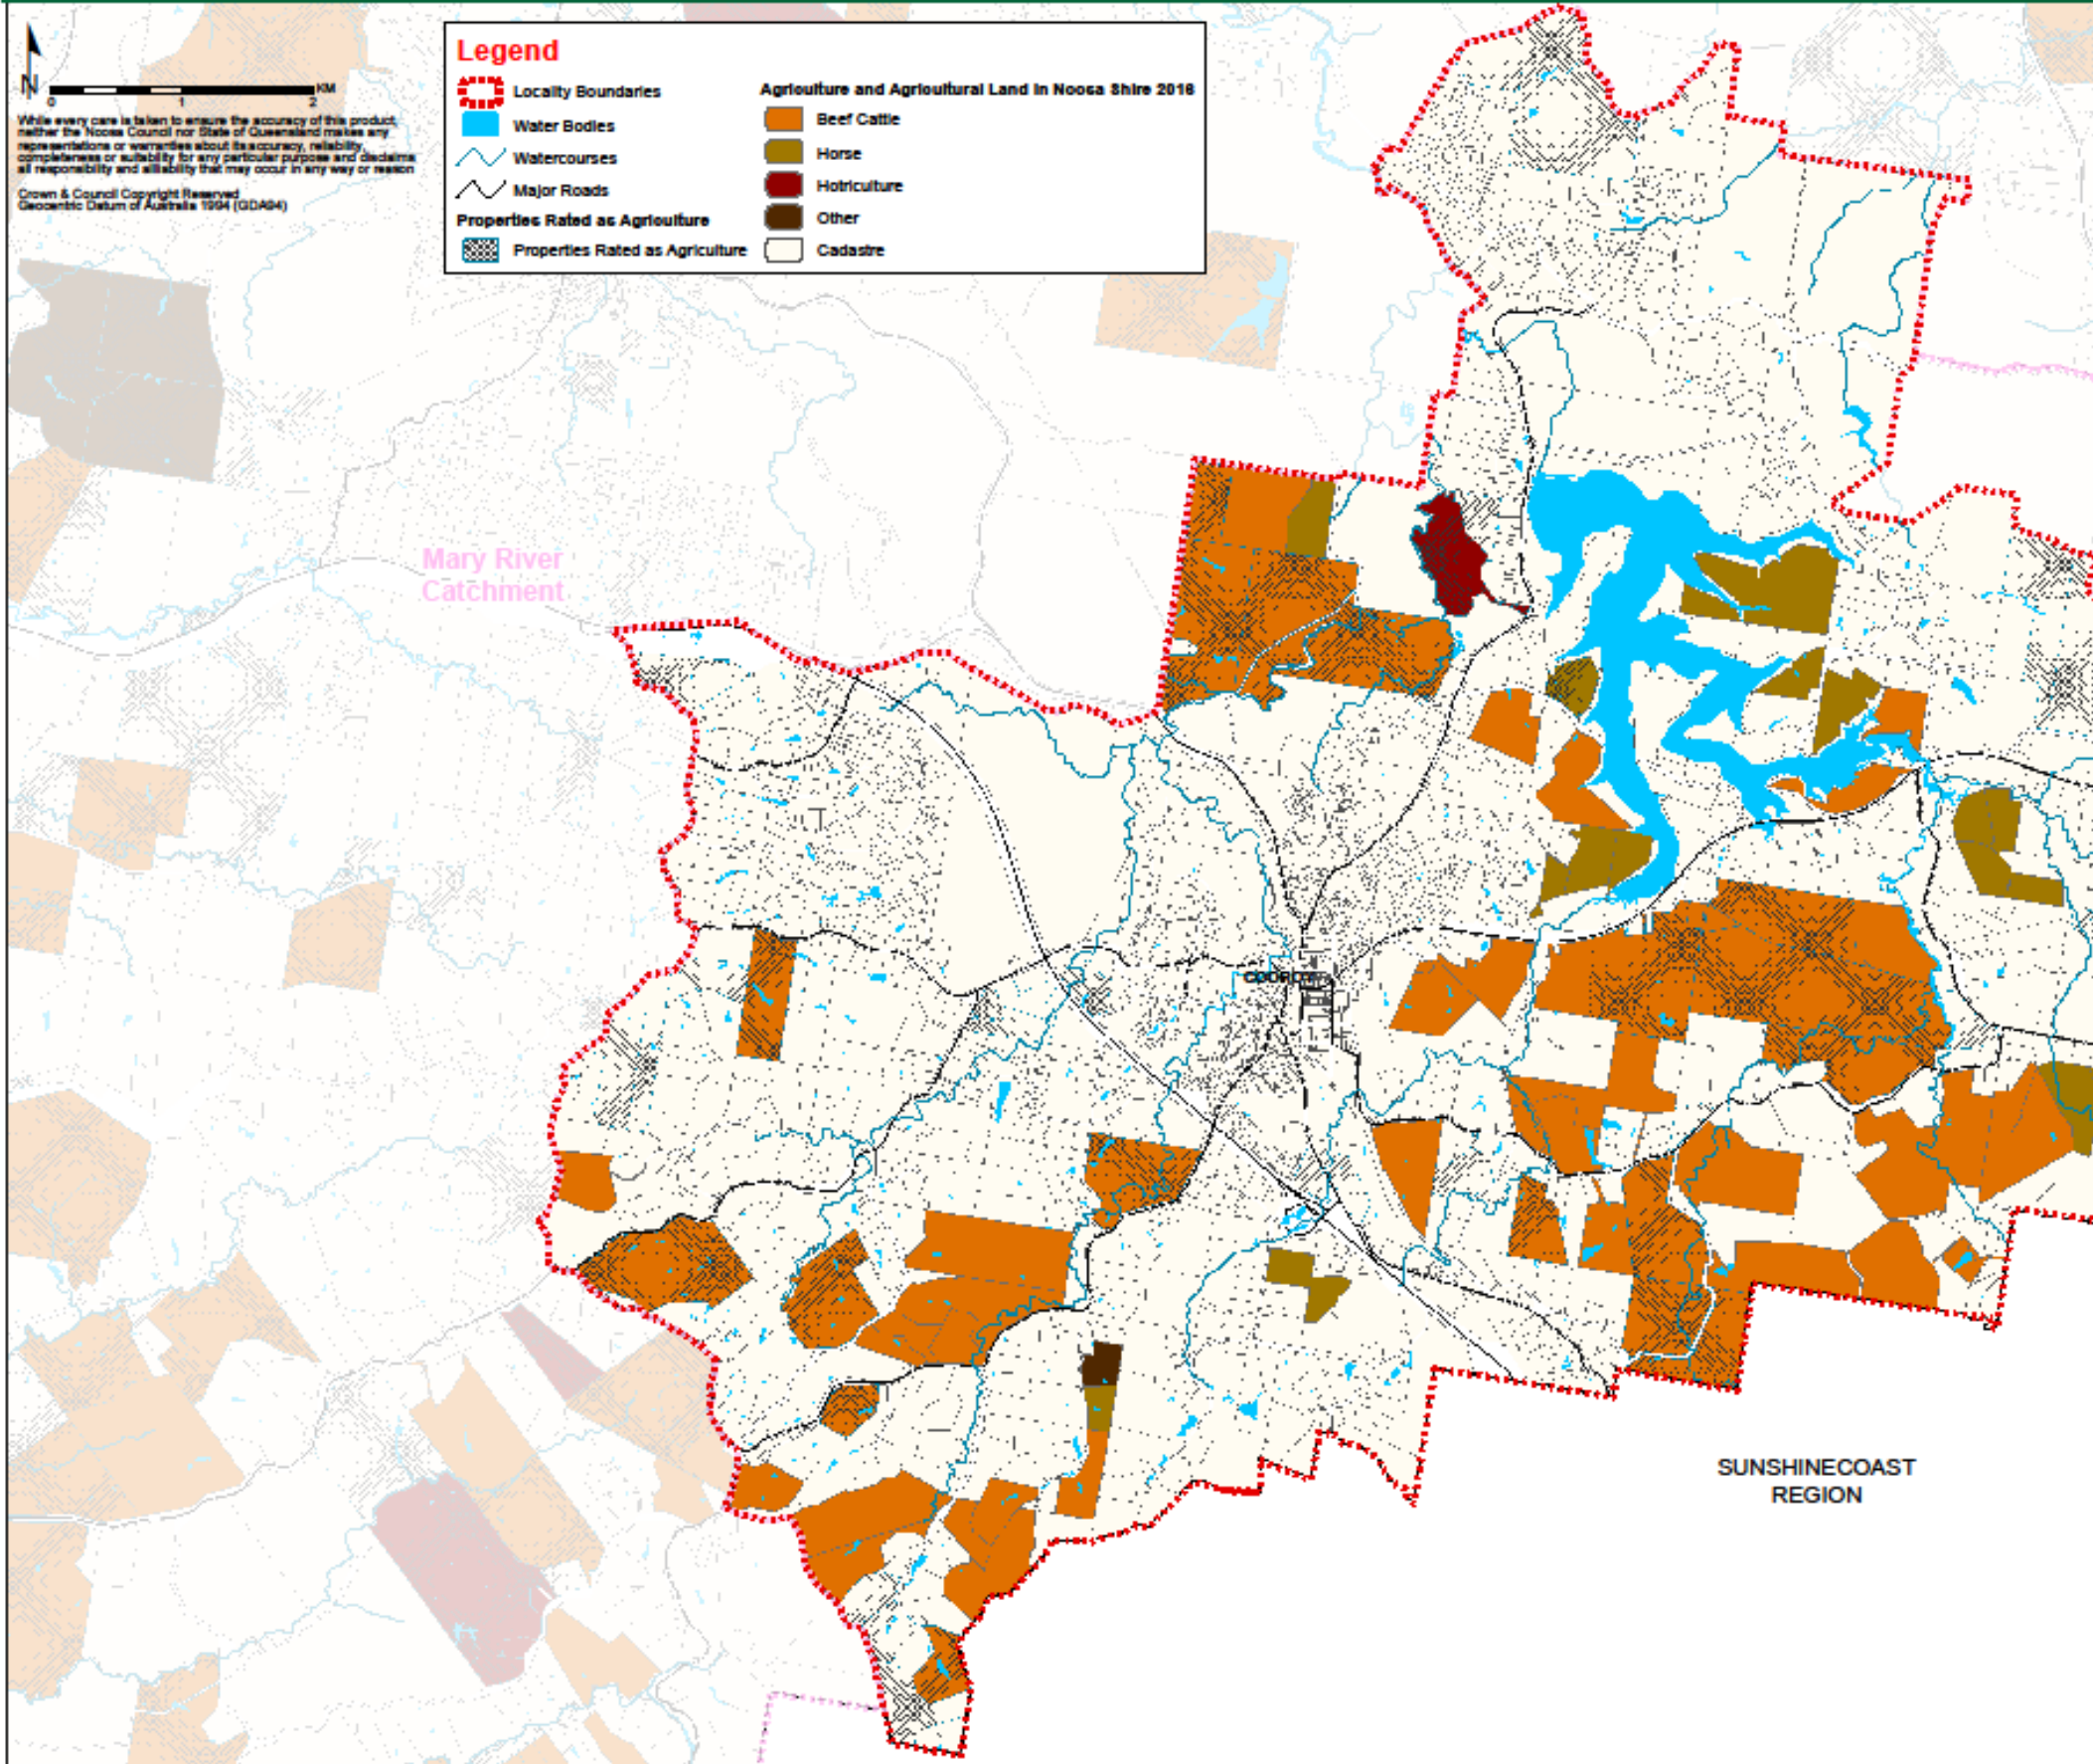 N
KM
0 1 2
While every care is taken to ensure the accuracy of this product,
neither the Noosa Council nor State of Queensland makes any
representations or warranties about its accuracy, reliability,
completeness or suitability for any particular purpose and disclaims
all responsibility and allliability that may occur in any way or reason
Crown & Council Copyright Reserved
Geocentric Datum of Australia 1994 (GDA94)
Legend
Locality Boundaries
Water Bodies
Watercourses
Major Roads
Properties Rated as Agriculture
Properties Rated as Agriculture
Agriculture and Agricultural Land in Noosa Shire 2016
Beef Cattle
Horse
Hotriculture
Other
Cadastre
Mary River
Catchment
COOROY
SUNSHINECOAST
REGION